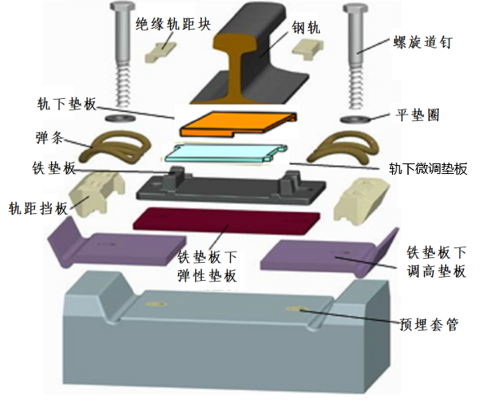 绝缘轨距块
钢轨
螺旋道钉
轨下垫板
平垫圈
弹条
铁垫板
轨下微调垫板
轨距挡板
铁垫板下
弹性垫板
铁垫板下
调高垫板
预埋套管